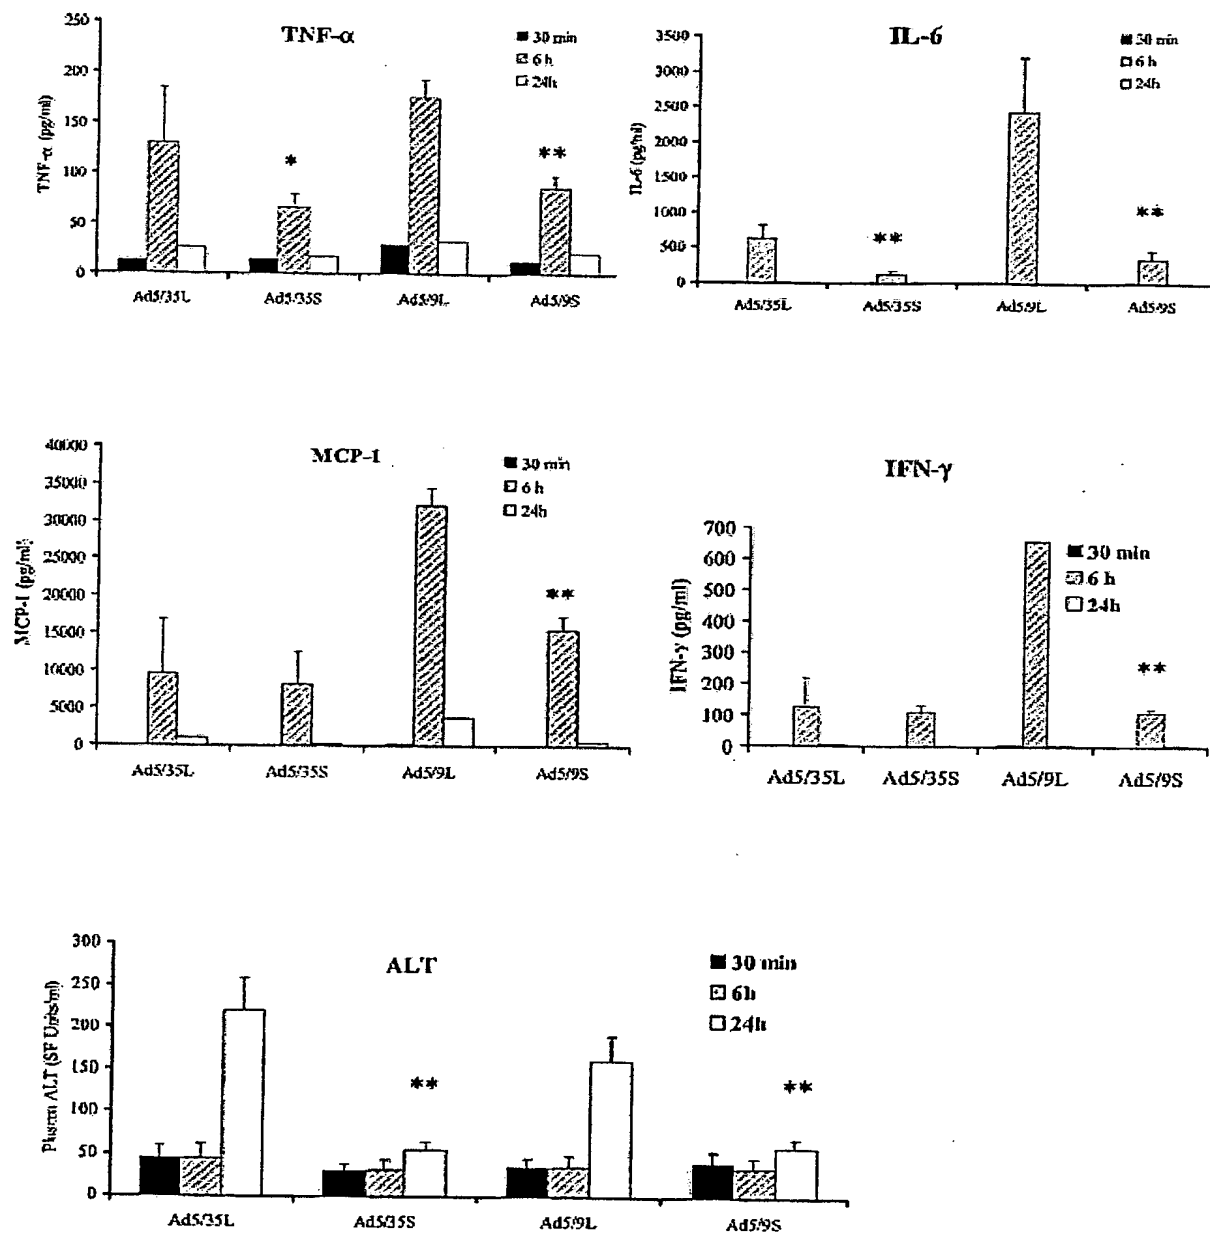 TNF-α
250
200
150
100
50
0
TNF-α (pg/ml)
30 min
6 h
24h
*
**
Ad5/35L Ad5/35S Ad5/9L Ad5/9S
IL-6
3500
3000
2500
2000
1500
1000
500
0
IL-6 (pg/ml)
30 min
6 h
24h
**
**
Ad5/35L Ad5/35S Ad5/9L Ad5/9S
MCP-1
40000
35000
30000
25000
20000
15000
10000
5000
0
MCP-1 (pg/ml)
30 min
6 h
24h
**
Ad5/35L Ad5/35S Ad5/9L Ad5/9S
IFN-γ
700
600
500
400
300
200
100
0
IFN-γ (pg/ml)
30 min
6 h
24h
**
Ad5/35L Ad5/35S Ad5/9L Ad5/9S
ALT
300
250
200
150
100
50
0
Plasma ALT (SF Units/ml)
30 min
6h
24h
**
**
Ad5/35L Ad5/35S Ad5/9L Ad5/9S